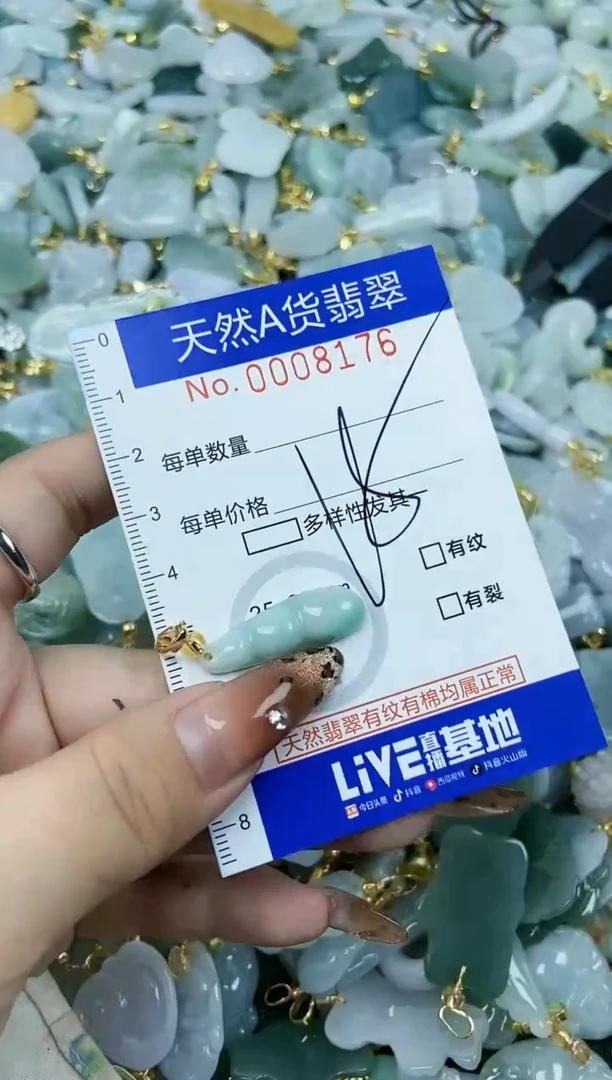 天然A货翡翠
No.0008176
每单数量
每单价格
多样性及其
有纹
有裂
天然翡翠有纹有棉均属正常
LiVE直播基地
今日头条 抖音 西瓜视频 抖音火山版
0
1
2
3
4
8